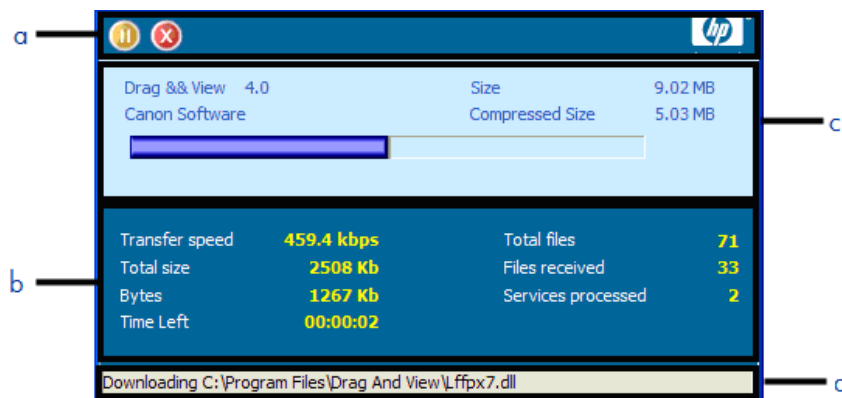 a
hp
Drag && View 4.0 Size 9.02 MB
Canon Software Compressed Size 5.03 MB
c
Transfer speed 459.4 kbps Total files 71
Total size 2508 Kb Files received 33
b
Bytes 1267 Kb Services processed 2
Time Left 00:00:02
Downloading C:\Program Files\Drag And View\Lffpx7.dll